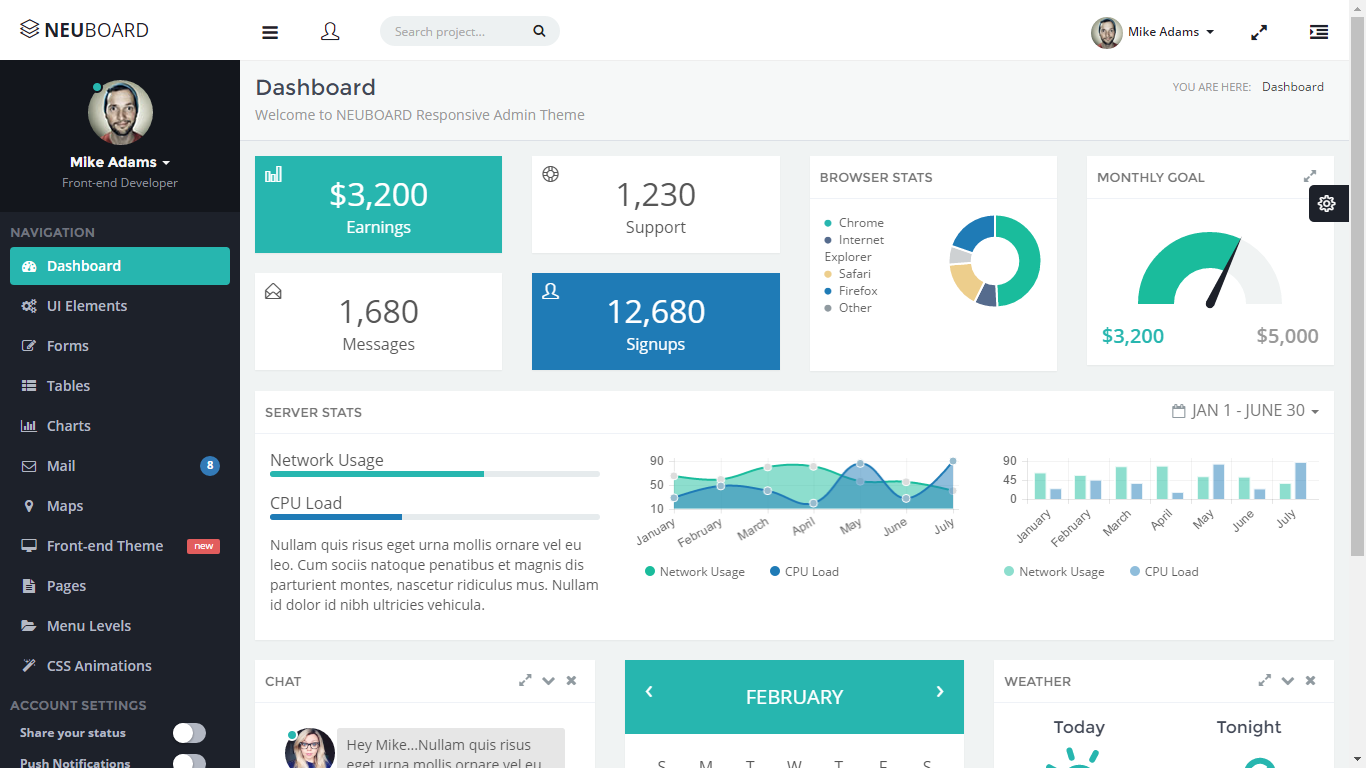 NEUBOARD
Search project...
Mike Adams
Mike Adams
Front-end Developer
NAVIGATION
Dashboard
UI Elements
Forms
Tables
Charts
Mail
8
Maps
Front-end Theme
new
Pages
Menu Levels
CSS Animations
ACCOUNT SETTINGS
Share your status
Push Notifications
Dashboard
Welcome to NEUBOARD Responsive Admin Theme
YOU ARE HERE: Dashboard
$3,200
Earnings
1,230
Support
1,680
Messages
12,680
Signups
BROWSER STATS
Chrome
Internet
Explorer
Safari
Firefox
Other
MONTHLY GOAL
$3,200
$5,000
SERVER STATS
JAN 1 - JUNE 30
Network Usage
CPU Load
Nullam quis risus eget urna mollis ornare vel eu
leo. Cum sociis natoque penatibus et magnis dis
parturient montes, nascetur ridiculus mus. Nullam
id dolor id nibh ultricies vehicula.
90
50
10
January
February
March
April
May
June
July
Network Usage
CPU Load
90
45
0
January
February
March
April
May
June
July
Network Usage
CPU Load
CHAT
Hey Mike...Nullam quis risus
eget urna mollis ornare vel eu
FEBRUARY
S M T W T F S
WEATHER
Today
Tonight